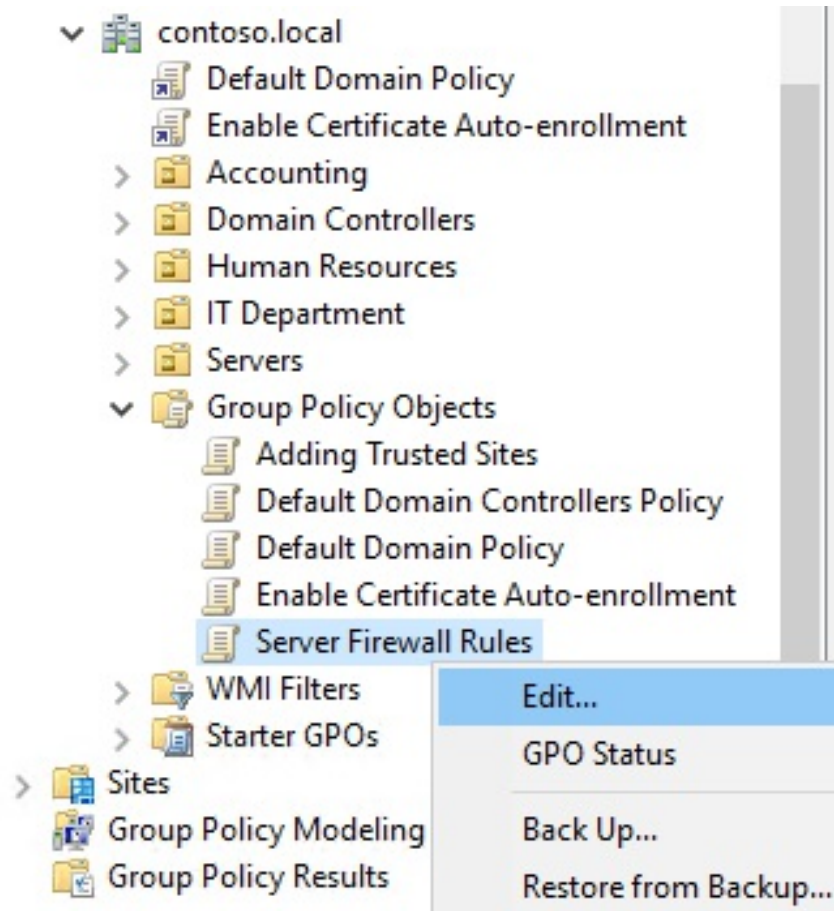 contoso.local
Default Domain Policy
Enable Certificate Auto-enrollment
Accounting
Domain Controllers
Human Resources
IT Department
Servers
Group Policy Objects
Adding Trusted Sites
Default Domain Controllers Policy
Default Domain Policy
Enable Certificate Auto-enrollment
Server Firewall Rules
WMI Filters
Edit...
Starter GPOs
GPO Status
Sites
Group Policy Modeling
Back Up...
Group Policy Results
Restore from Backup...